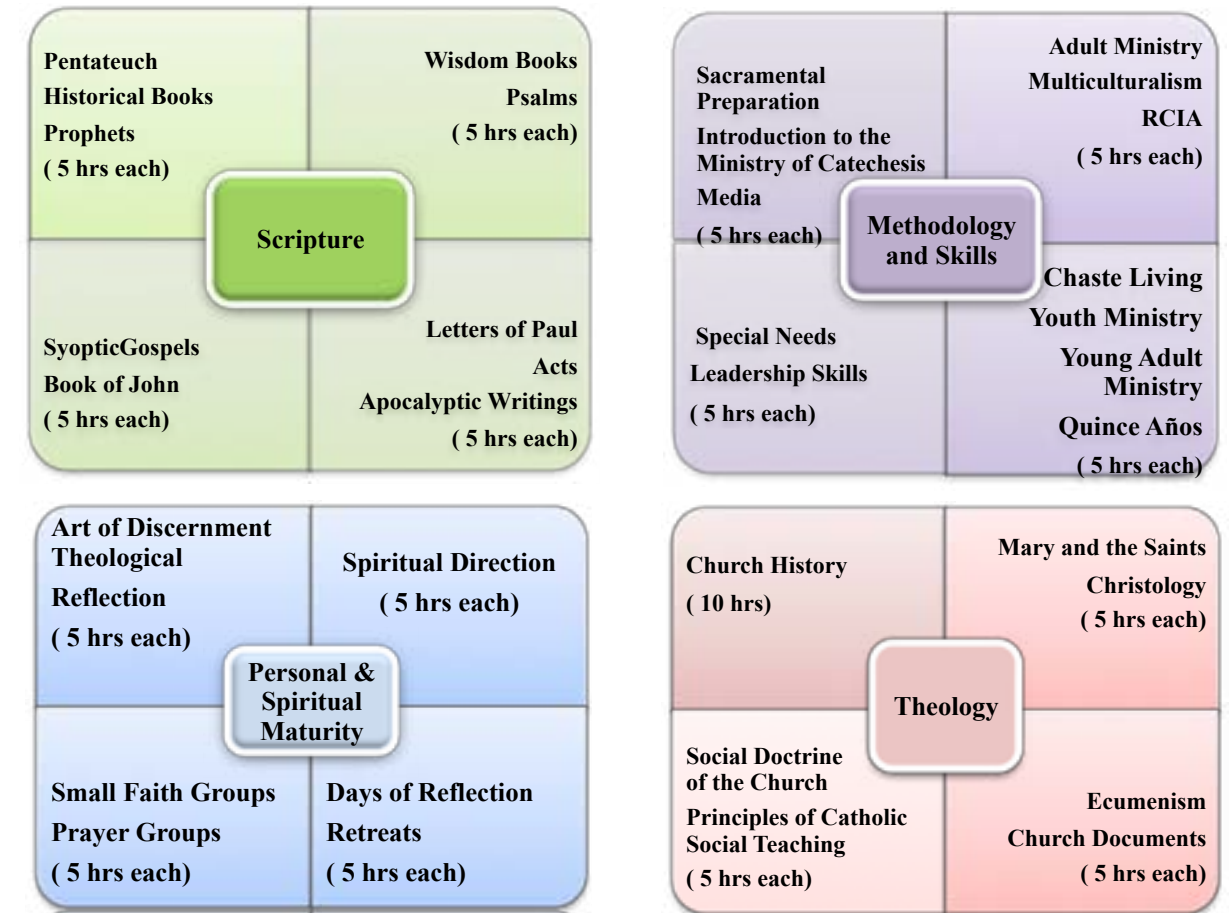 Pentateuch
Historical Books
Prophets
( 5 hrs each)
Wisdom Books
Psalms
( 5 hrs each)
Scripture
SyopticGospels
Book of John
( 5 hrs each)
Letters of Paul
Acts
Apocalyptic Writings
( 5 hrs each)
Sacramental
Preparation
Introduction to the
Ministry of Catechesis
Media
( 5 hrs each)
Adult Ministry
Multiculturalism
RCIA
( 5 hrs each)
Methodology
and Skills
Special Needs
Leadership Skills
( 5 hrs each)
Chaste Living
Youth Ministry
Young Adult
Ministry
Quince Años
( 5 hrs each)
Art of Discernment
Theological
Reflection
( 5 hrs each)
Spiritual Direction
( 5 hrs each)
Personal &
Spiritual
Maturity
Small Faith Groups
Prayer Groups
( 5 hrs each)
Days of Reflection
Retreats
( 5 hrs each)
Church History
( 10 hrs)
Mary and the Saints
Christology
( 5 hrs each)
Theology
Social Doctrine
of the Church
Principles of Catholic
Social Teaching
( 5 hrs each)
Ecumenism
Church Documents
( 5 hrs each)